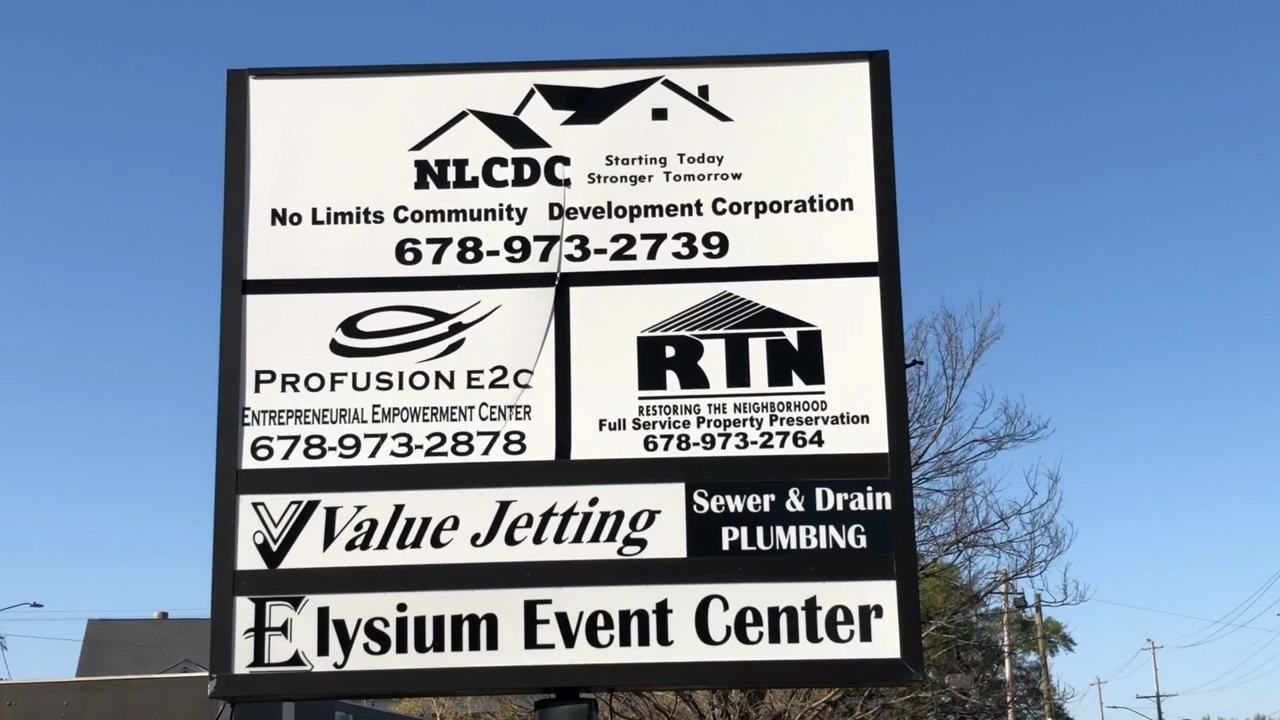 NLCDC
Starting Today
Stronger Tomorrow
No Limits Community Development Corporation
678-973-2739
PROFUSION E2C
ENTREPRENEURIAL EMPOWERMENT CENTER
678-973-2878
RTN
RESTORING THE NEIGHBORHOOD
Full Service Property Preservation
678-973-2764
Value Jetting
Sewer & Drain
PLUMBING
Elysium Event Center